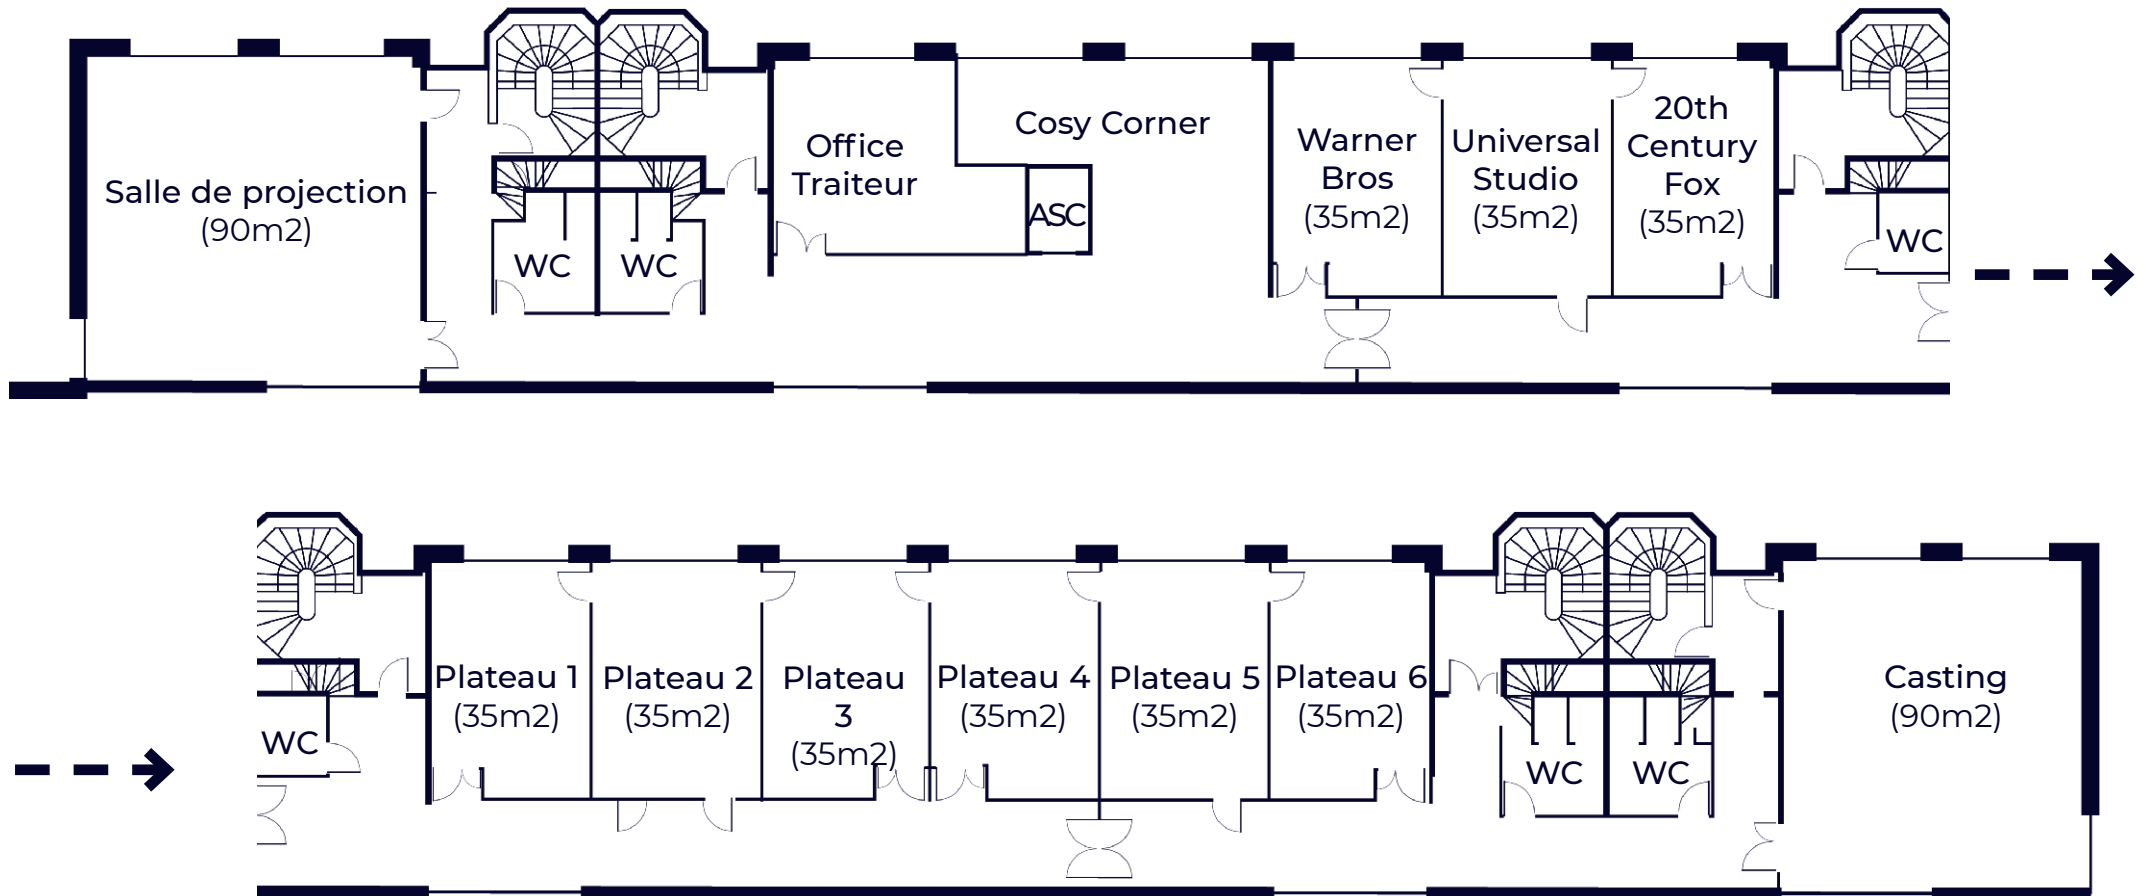 Salle de projection
(90m2)
WC
WC
Office
Traiteur
Cosy Corner
ASC
Warner
Bros
(35m2)
Universal
Studio
(35m2)
20th
Century
Fox
(35m2)
WC
WC
Plateau 1
(35m2)
Plateau 2
(35m2)
Plateau
3
(35m2)
Plateau 4
(35m2)
Plateau 5
(35m2)
Plateau 6
(35m2)
WC
WC
Casting
(90m2)